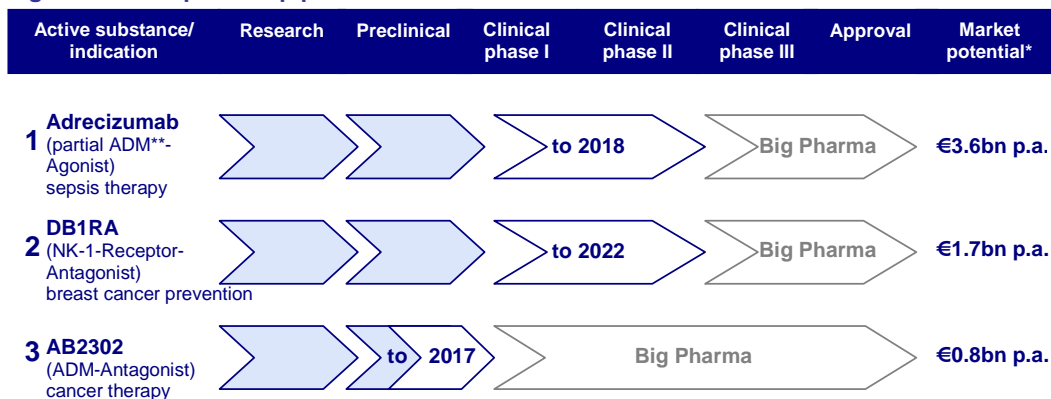 Active substance/ indication Research Preclinical Clinical phase I Clinical phase II Clinical phase III Approval Market potential*
1 Adrecizumab
(partial ADM**-
Agonist)
sepsis therapy
to 2018 Big Pharma €3.6bn p.a.
2 DB1RA
(NK-1-Receptor-
Antagonist)
breast cancer prevention
to 2022 Big Pharma €1.7bn p.a.
3 AB2302
(ADM-Antagonist)
cancer therapy
to 2017 Big Pharma €0.8bn p.a.